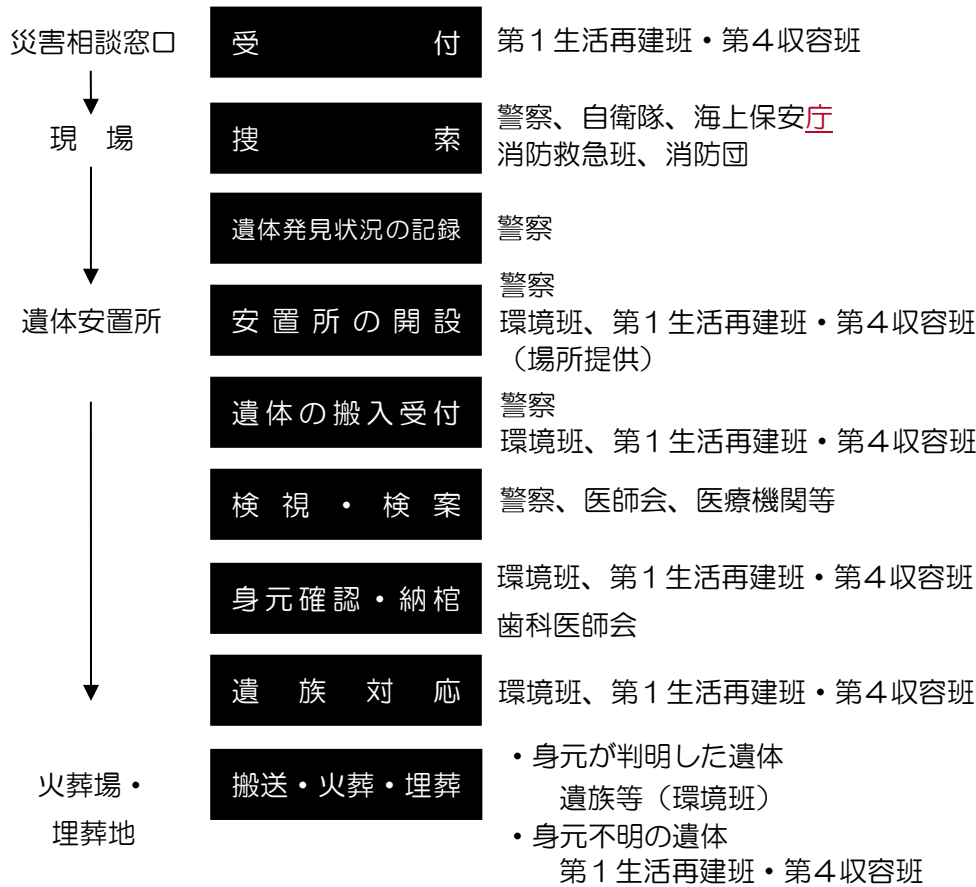 災害相談窓口
受付
第１生活再建班・第４収容班
現　場
捜索
警察、自衛隊、海上保安庁
消防救急班、消防団
遺体発見状況の記録
警察
遺体安置所
安置所の開設
警察
環境班、第１生活再建班・第４収容班
（場所提供）
遺体の搬入受付
警察
環境班、第１生活再建班・第４収容班
検視・検案
警察、医師会、医療機関等
身元確認・納棺
環境班、第１生活再建班・第４収容班
歯科医師会
遺族対応
環境班、第１生活再建班・第４収容班
火葬場・
埋葬地
搬送・火葬・埋葬
・身元が判明した遺体
遺族等（環境班）
・身元不明の遺体
第１生活再建班・第４収容班